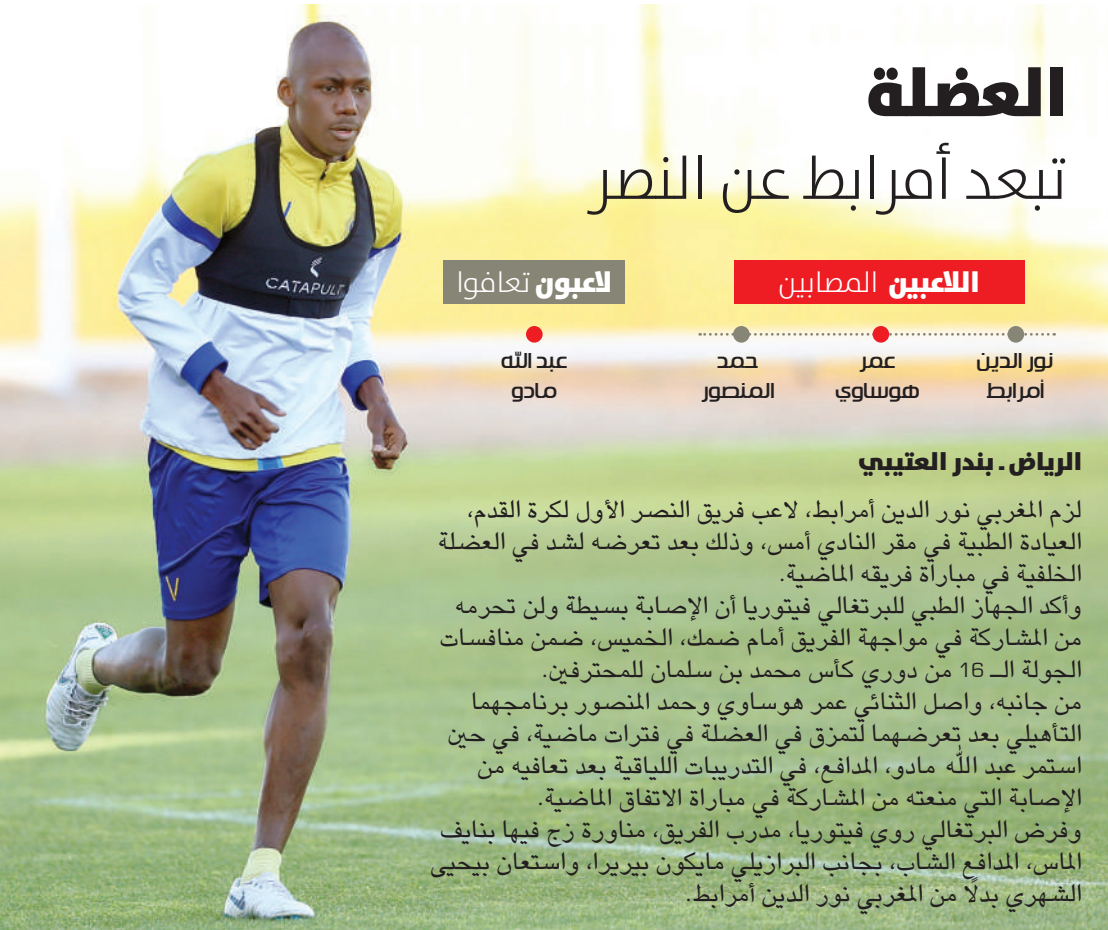 العضلة
تبعد أمرابط عن النصر
اللاعبين المصابين
نور الدين أمرابط
عمر هوساوي
حمد المنصور
لاعبون تعافوا
عبد الله مادو
CATAPULT
الرياض. بندر العتيبي
لزم المغربي نور الدين أمرابط، لاعب فريق النصر الأول لكرة القدم،
العيادة الطبية في مقر النادي أمس، وذلك بعد تعرضه لشد في العضلة
الخلفية في مباراة فريقه الماضية.
وأكد الجهاز الطبي للبرتغالي فيتوريا أن الإصابة بسيطة ولن تحرمه
من المشاركة في مواجهة الفريق أمام ضمك، الخميس، ضمن منافسات
الجولة الـ 16 من دوري كأس محمد بن سلمان للمحترفين.
من جانبه، واصل الثنائي عمر هوساوي وحمد المنصور برنامجهما
التأهيلي بعد تعرضهما لتمزق في العضلة في فترات ماضية، في حين
استمر عبد الله مادو، المدافع، في التدريبات اللياقية بعد تعافيه من
الإصابة التي منعته من المشاركة في مباراة الاتفاق الماضية.
وفرض البرتغالي روي فيتوريا، مدرب الفريق، مناورة زج فيها بنايف
الماس، المدافع الشاب، بجانب البرازيلي مايكون بيريرا، واستعان بيحيى
الشهري بدلًا من المغربي نور الدين أمرابط.